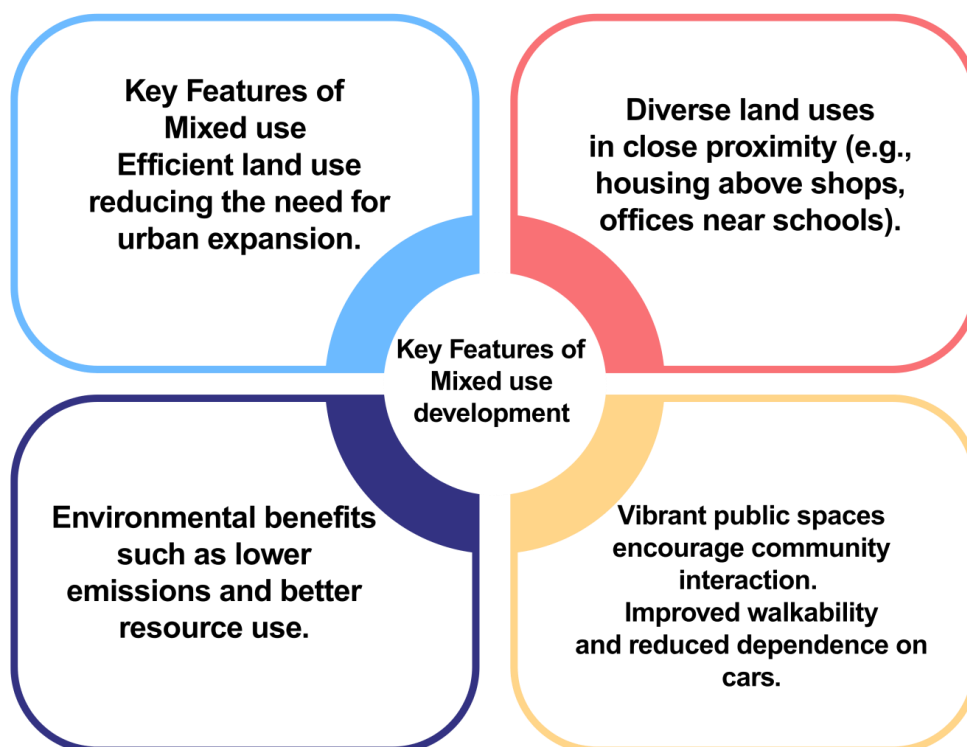 Key Features of
Mixed use
Efficient land use
reducing the need for
urban expansion.
Diverse land uses
in close proximity (e.g.,
housing above shops,
offices near schools).
Key Features of
Mixed use
development
Environmental benefits
such as lower
emissions and better
resource use.
Vibrant public spaces
encourage community
interaction.
Improved walkability
and reduced dependence on
cars.